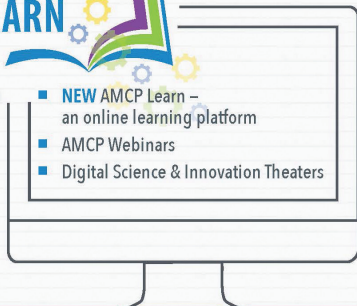 ARN
NEW AMCP Learn –
an online learning platform
AMCP Webinars
Digital Science & Innovation Theaters